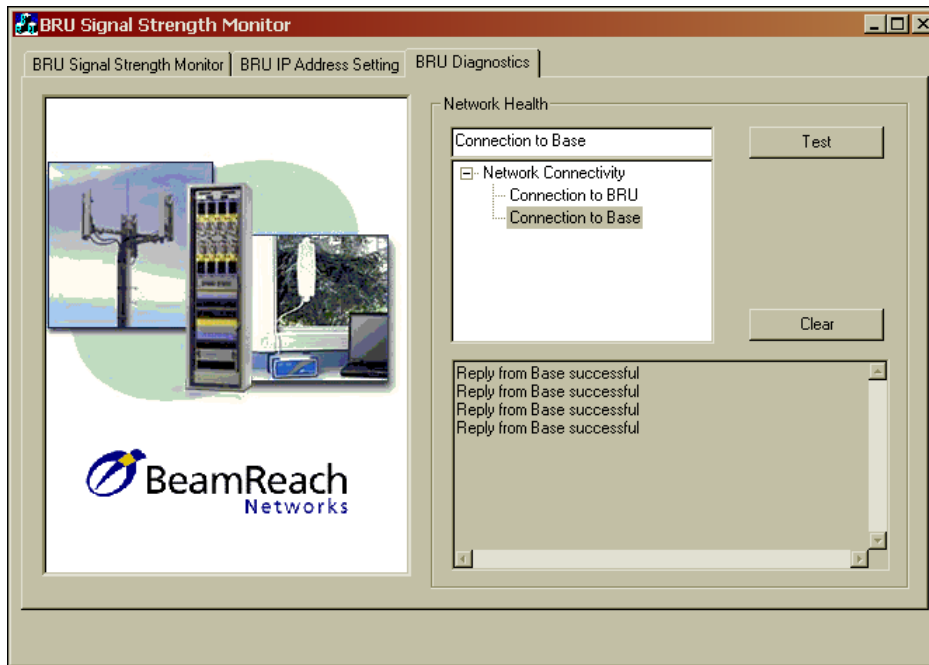 BRU Signal Strength Monitor
BRU Signal Strength Monitor
BRU IP Address Setting
BRU Diagnostics
BeamReach
Networks
Network Health
Connection to Base
Test
Network Connectivity
Connection to BRU
Connection to Base
Clear
Reply from Base successful
Reply from Base successful
Reply from Base successful
Reply from Base successful